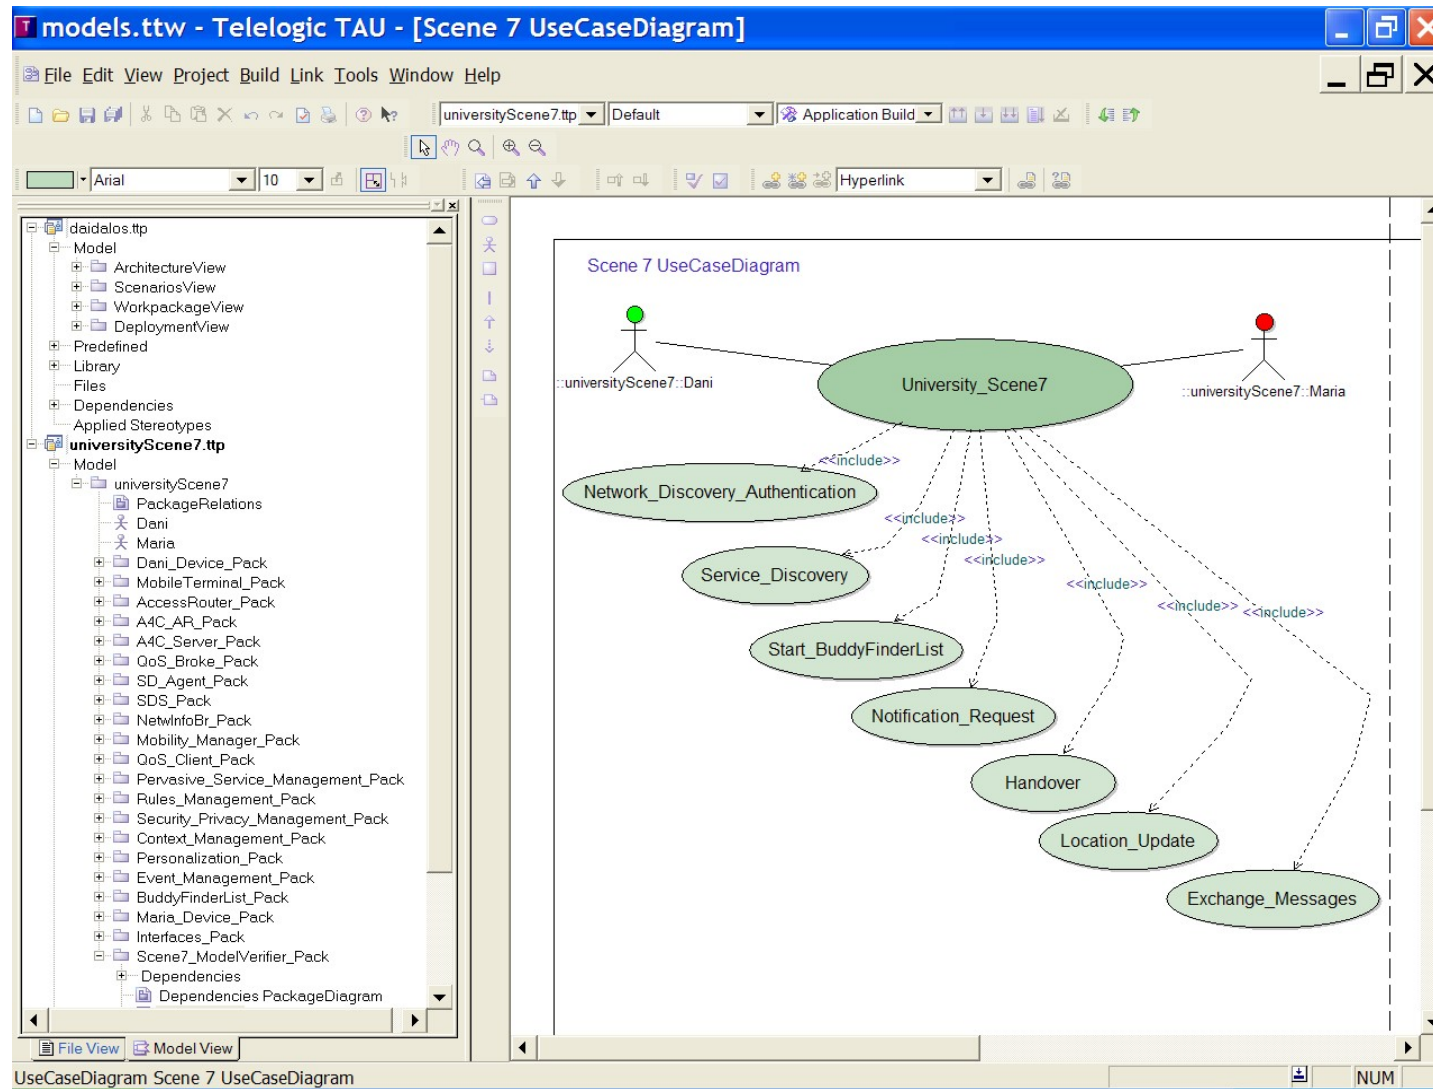 models.ttw - Telelogic TAU - [Scene 7 UseCaseDiagram]
File Edit View Project Build Link Tools Window Help
universityScene7.ttp Default Application Build
Arial 10 Hyperlink
daidalos.ttp
Model
ArchitectureView
ScenariosView
WorkpackageView
DeploymentView
Predefined
Library
Files
Dependencies
Applied Stereotypes
universityScene7.ttp
Model
universityScene7
PackageRelations
Dani
Maria
Dani_Device_Pack
MobileTerminal_Pack
AccessRouter_Pack
A4C_AR_Pack
A4C_Server_Pack
QoS_Broke_Pack
SD_Agent_Pack
SDS_Pack
NetwInfoBr_Pack
Mobility_Manager_Pack
QoS_Client_Pack
Pervasive_Service_Management_Pack
Rules_Management_Pack
Security_Privacy_Management_Pack
Context_Management_Pack
Personalization_Pack
Event_Management_Pack
BuddyFinderList_Pack
Maria_Device_Pack
Interfaces_Pack
Scene7_ModelVerifier_Pack
Dependencies
Dependencies PackageDiagram
File View Model View
Scene 7 UseCaseDiagram
::universityScene7::Dani
University_Scene7
::universityScene7::Maria
<<include>>
Network_Discovery_Authentication
<<include>>
<<include>>
<<include>>
Service_Discovery
<<include>>
<<include>>
<<include>>
Start_BuddyFinderList
Notification_Request
Handover
Location_Update
Exchange_Messages
UseCaseDiagram Scene 7 UseCaseDiagram
NUM